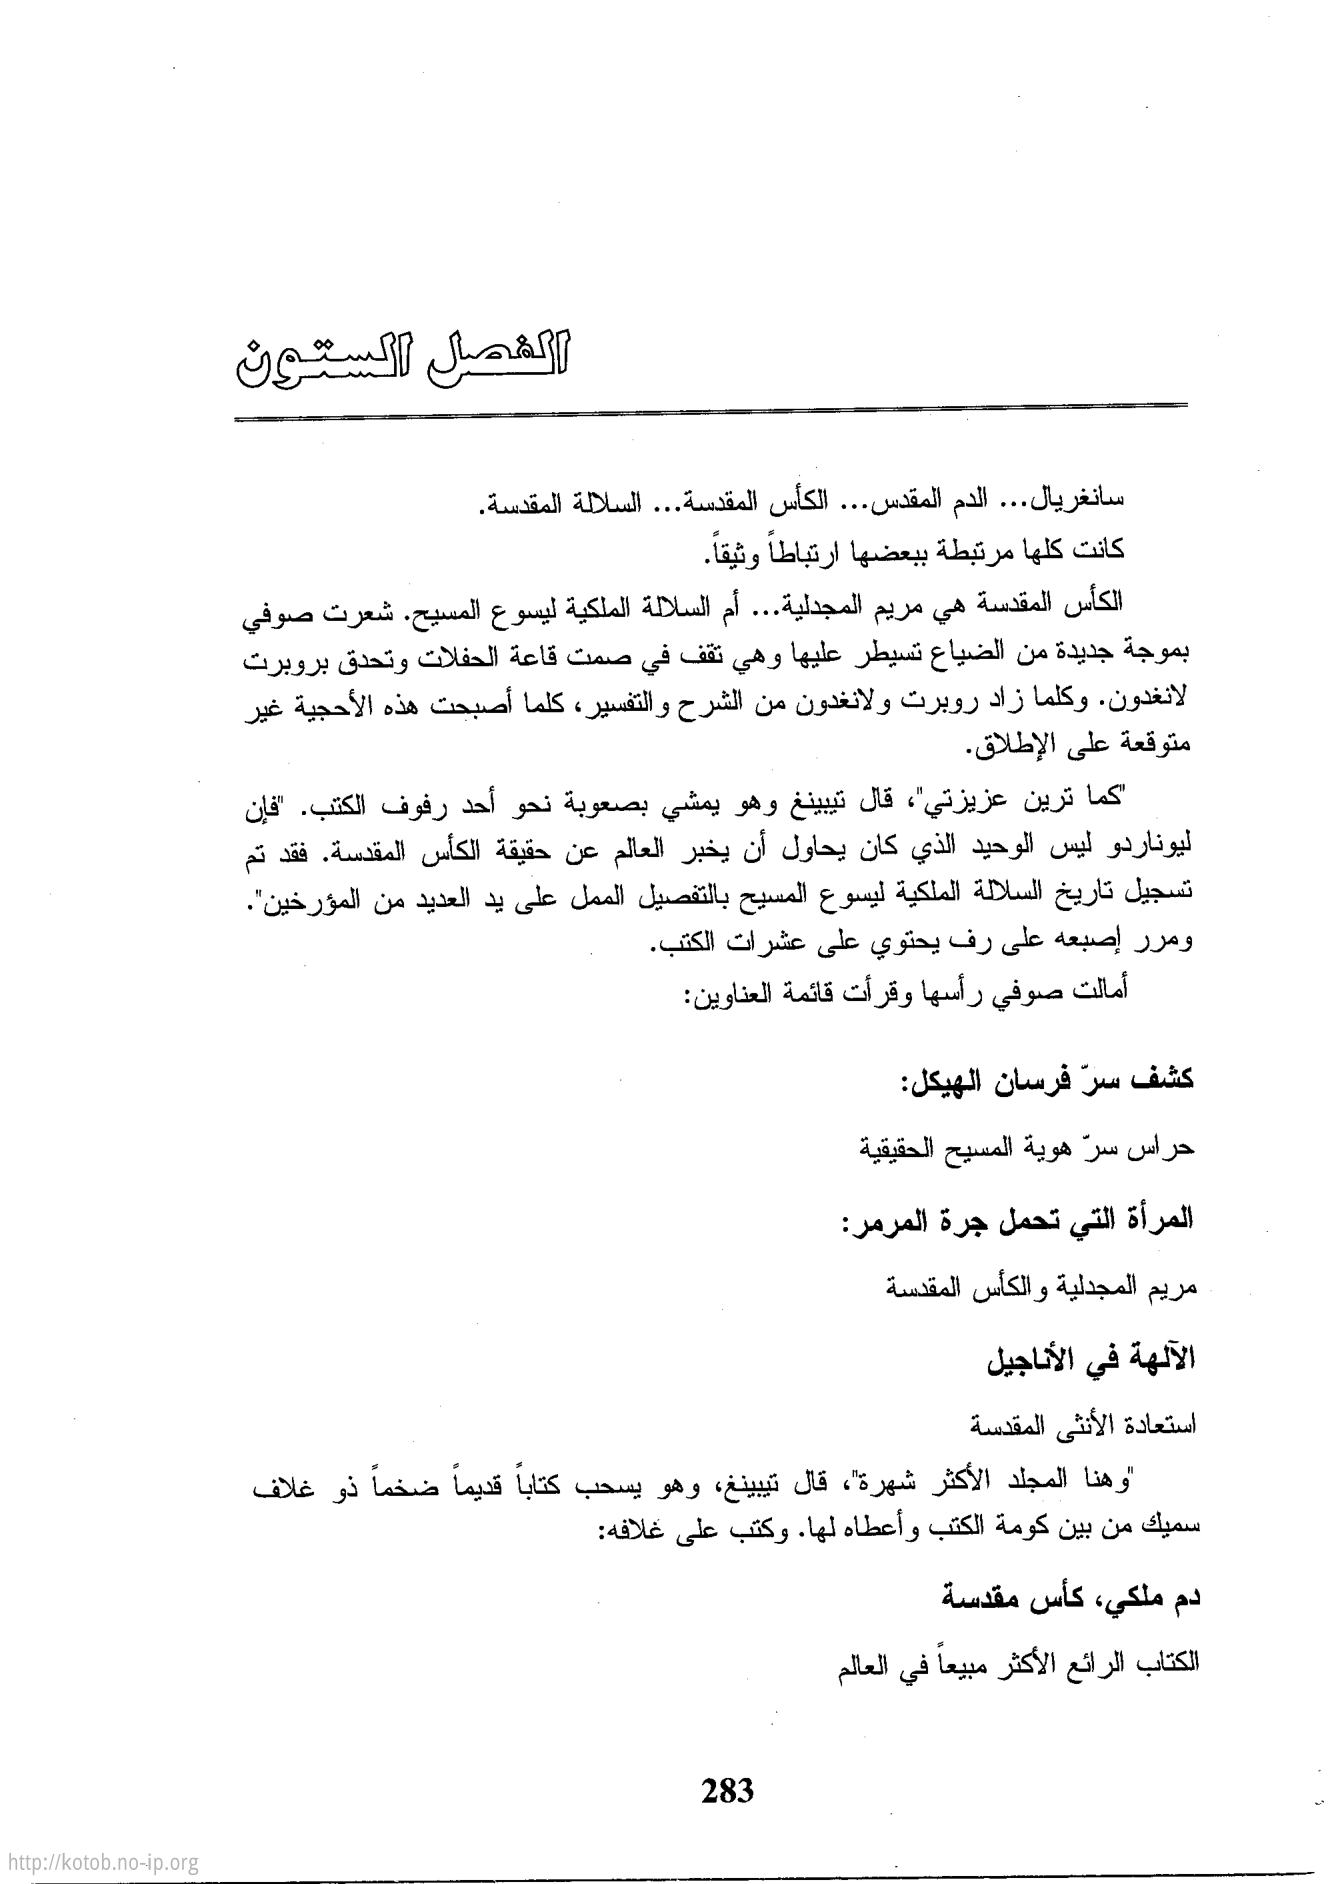 الفصل الستون
سانغريال... الدم المقدس... الكأس المقدسة... السلالة المقدسة.
كانت كلها مرتبطة ببعضها ارتباطاً وثيقاً.
الكأس المقدسة هي مريم المجدلية... أم السلالة الملكية ليسوع المسيح. شعرت صوفي
بموجة جديدة من الضياع تسيطر عليها وهي تقف في صمت قاعة الحفلات وتحدق بروبرت
لانغدون. وكلما زاد روبرت ولانغدون من الشرح والتفسير، كلما أصبحت هذه الأحجية غير
متوقعة على الإطلاق.
"كما ترين عزيزتي"، قال تيبينغ وهو يمشي بصعوبة نحو أحد رفوف الكتب. "فإن
ليوناردو ليس الوحيد الذي كان يحاول أن يخبر العالم عن حقيقة الكأس المقدسة. فقد تم
تسجيل تاريخ السلالة الملكية ليسوع المسيح بالتفصيل الممل على يد العديد من المؤرخين".
ومرر إصبعه على رف يحتوي على عشرات الكتب.
أمالت صوفي رأسها وقرأت قائمة العناوين:
كشف سرّ فرسان الهيكل:
حراس سرّ هوية المسيح الحقيقية
المرأة التي تحمل جرة المرمر:
مريم المجدلية والكأس المقدسة
الآلهة في الأناجيل
استعادة الأنثى المقدسة
"وهنا المجلد الأكثر شهرة"، قال تيبينغ، وهو يسحب كتاباً قديماً ضخماً ذو غلاف
سميك من بين كومة الكتب وأعطاه لها. وكتب على غلافه:
دم ملكي، كأس مقدسة
الكتاب الرائع الأكثر مبيعاً في العالم
283
http://kotob.no-ip.org